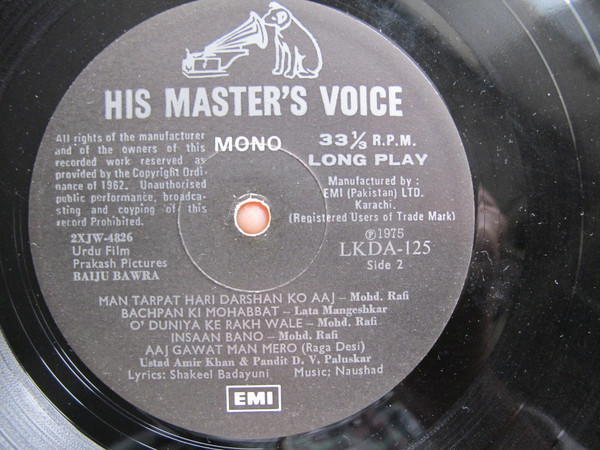 HIS MASTER'S VOICE
All rights of the manufacturer
and of the owners of this
recorded work reserved as
provided by the Copyright Ordi-
nance of 1962. Unauthorised
public performance, broadca-
sting and copying of this
record Prohibited.
MONO
33⅓ R.P.M.
LONG PLAY
Manufactured by :
EMI (Pakistan) LTD.
Karachi.
(Registered Users of Trade Mark)
2XJW-4826
Urdu Film
Prakash Pictures
BAIJU BAWRA
Ⓟ1975
LKDA-125
Side 2
MAN TARPAT HARI DARSHAN KO AAJ – Mohd. Rafi
BACHPAN KI MOHABBAT – Lata Mangeshkar
O' DUNIYA KE RAKH WALE – Mohd. Rafi
INSAAN BANO – Mohd. Rafi
AAJ GAWAT MAN MERO (Raga Desi)
Ustad Amir Khan & Pandit D. V. Paluskar
Lyrics: Shakeel Badayuni Music; Naushad
EMI